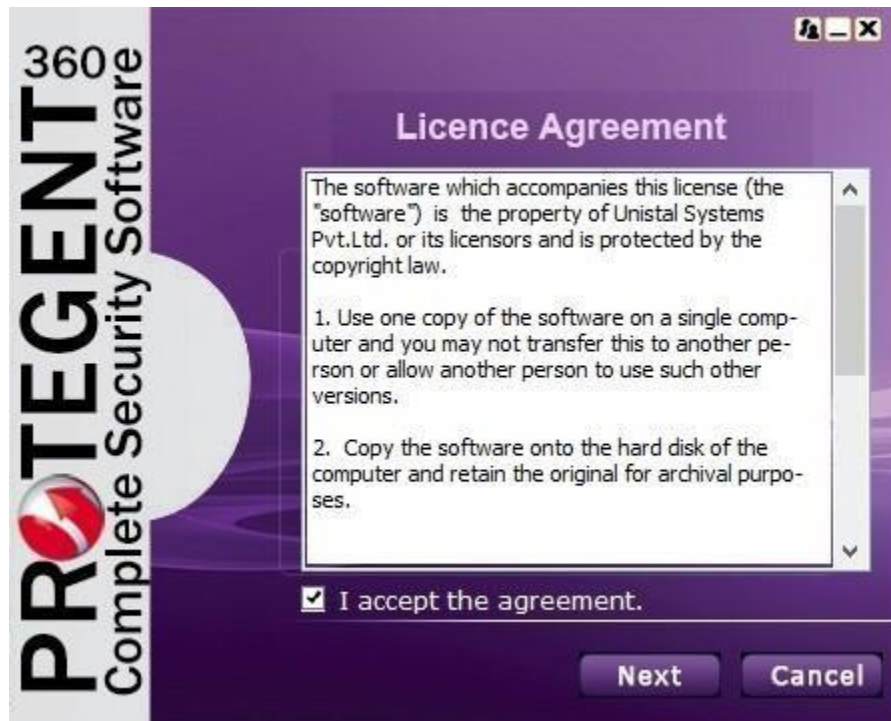 PROTEGENT 360
Complete Security Software
Licence Agreement
The software which accompanies this license (the
"software") is the property of Unistal Systems
Pvt.Ltd. or its licensors and is protected by the
copyright law.
1. Use one copy of the software on a single comp-
uter and you may not transfer this to another pe-
rson or allow another person to use such other
versions.
2. Copy the software onto the hard disk of the
computer and retain the original for archival purpo-
ses.
I accept the agreement.
Next
Cancel